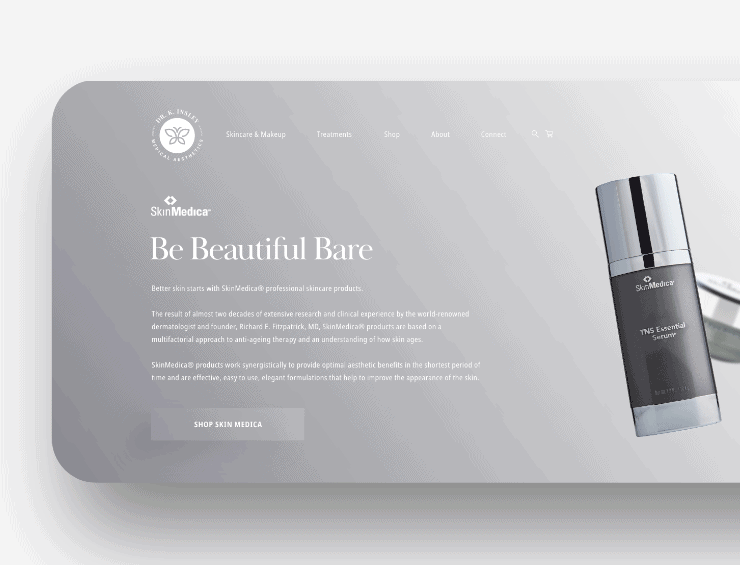 DR. K. INSLEY
MEDICAL AESTHETICS
Skincare & Makeup Treatments Shop About Connect
SkinMedica®
Be Beautiful Bare
Better skin starts with SkinMedica® professional skincare products.
The result of almost two decades of extensive research and clinical experience by the world-renowned
dermatologist and founder, Richard E. Fitzpatrick, MD, SkinMedica® products are based on a
multifactorial approach to anti-ageing therapy and an understanding of how skin ages.
SkinMedica® products work synergistically to provide optimal aesthetic benefits in the shortest period of
time and are effective, easy to use, elegant formulations that help to improve the appearance of the skin.
SHOP SKIN MEDICA
SkinMedica®
TNS Essential
Serum®